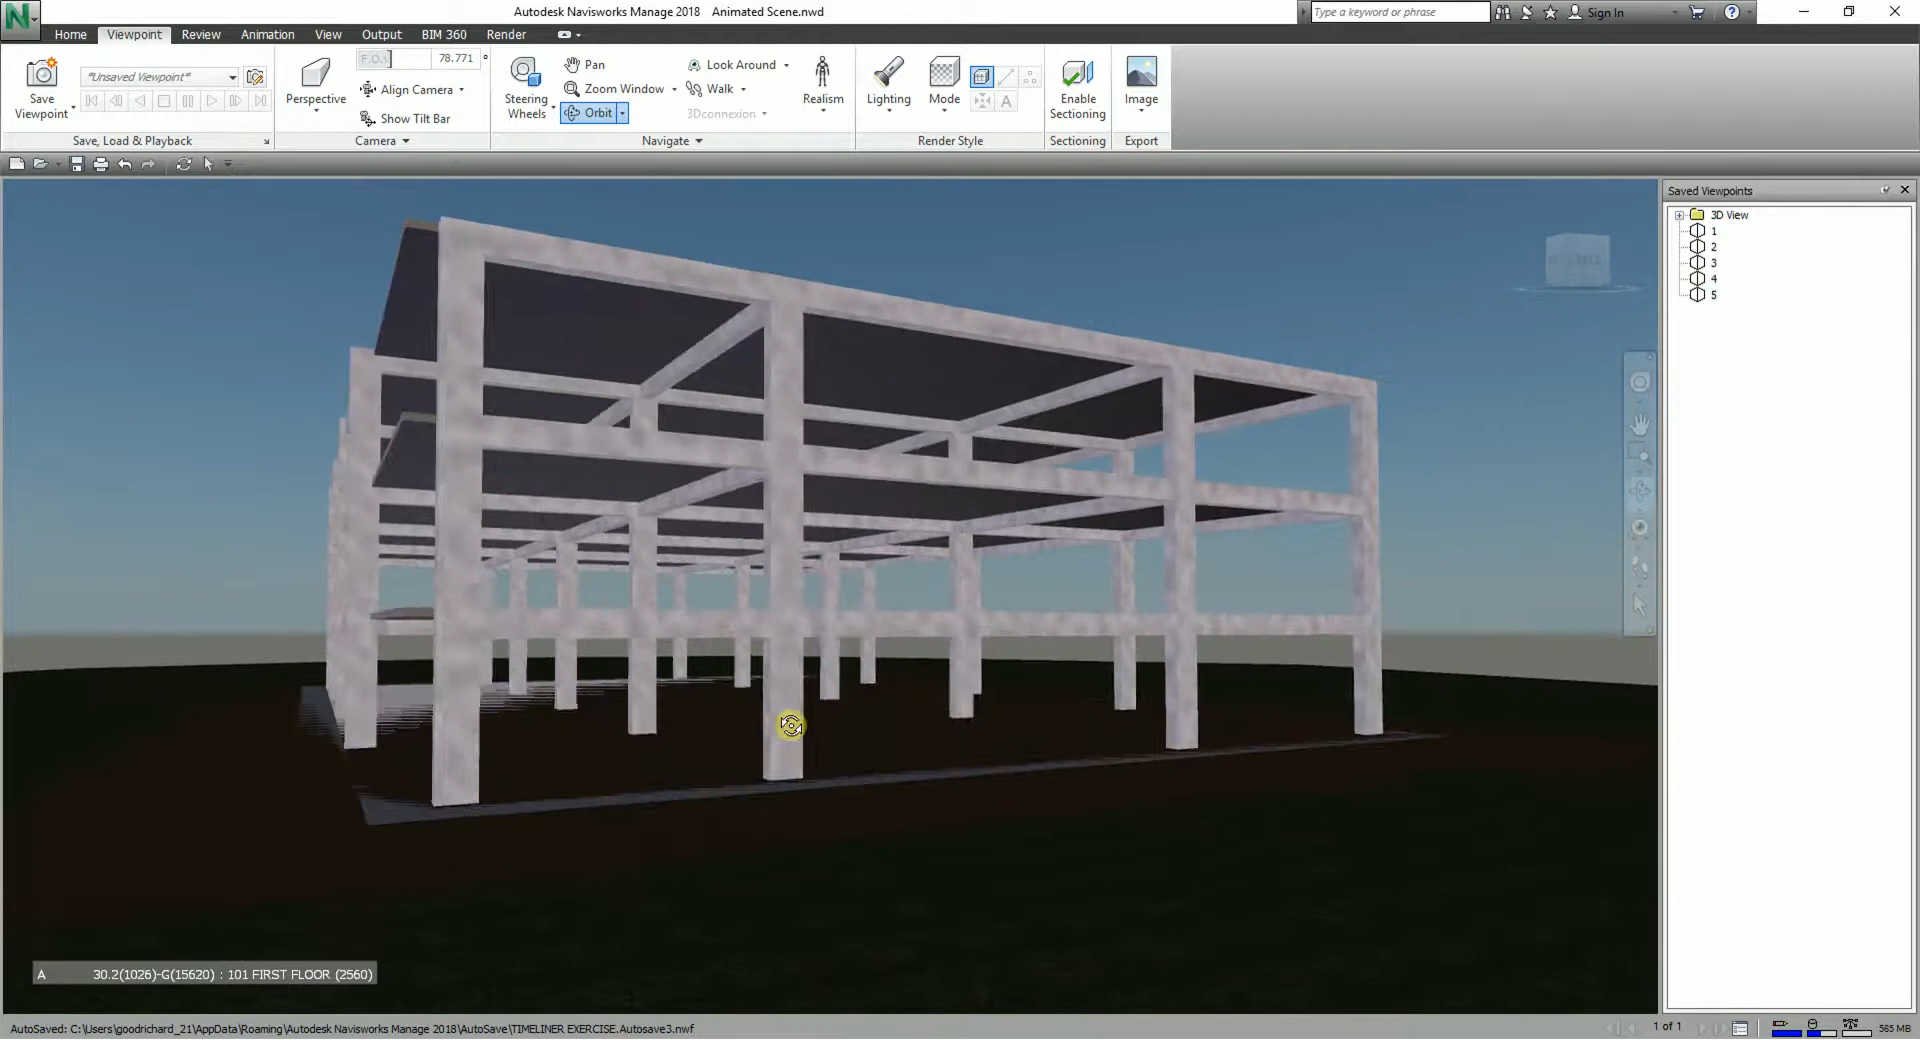 Autodesk Navisworks Manage 2018 Animated Scene.nwd
Type a keyword or phrase
Sign In
Home Viewpoint Review Animation View Output BIM 360 Render
Save Viewpoint
*Unsaved Viewpoint*
Save, Load & Playback
Perspective
F.O.V
78.771 °
Align Camera
Show Tilt Bar
Camera
Steering Wheels
Pan
Zoom Window
Orbit
Look Around
Walk
3Dconnexion
Realism
Navigate
Lighting
Mode
A
Render Style
Enable Sectioning
Sectioning
Image
Export
Saved Viewpoints
3D View
1
2
3
4
5
A 30.2(1026)-G(15620) : 101 FIRST FLOOR (2560)
AutoSaved: C:\Users\goodrichard_21\AppData\Roaming\Autodesk Navisworks Manage 2018\AutoSave\TIMELINER EXERCISE.Autosave3.nwf
1 of 1
565 MB